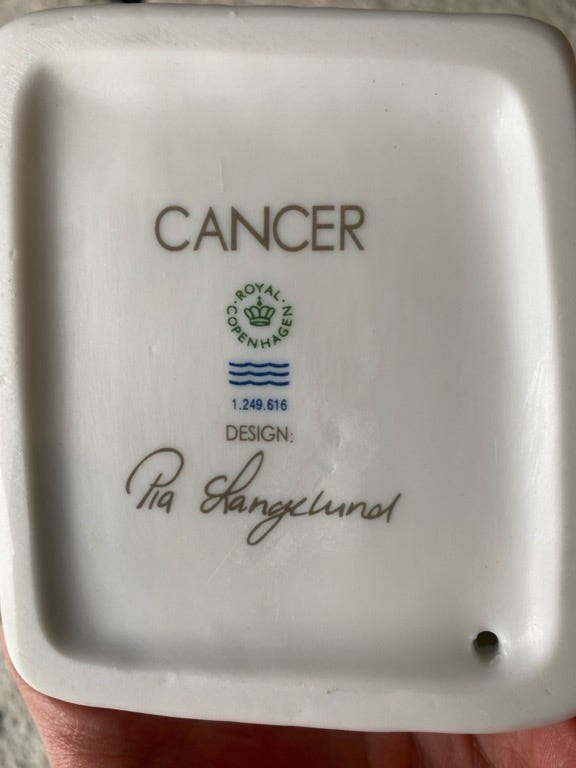 CANCER
ROYAL COPENHAGEN
1.249.616
DESIGN:
Pia Langelund